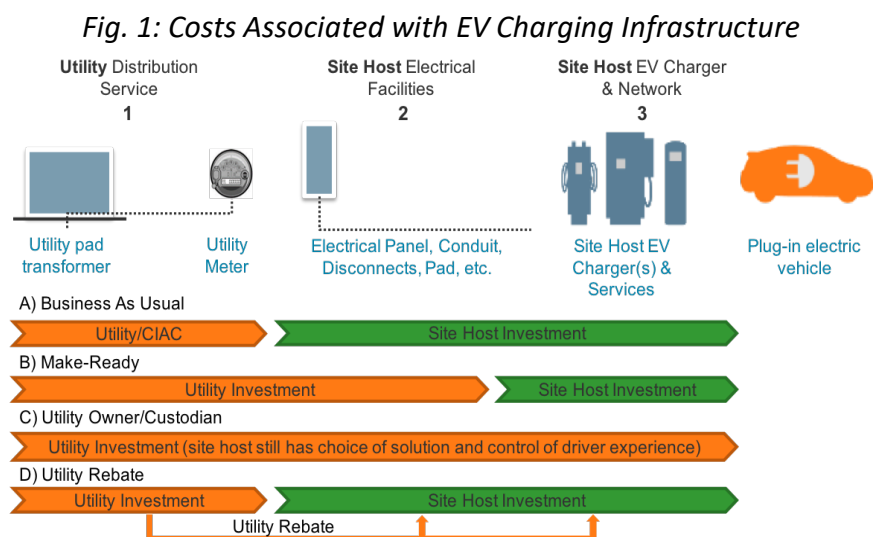 Fig. 1: Costs Associated with EV Charging Infrastructure
Utility Distribution
Service
1
Site Host Electrical
Facilities
2
Site Host EV Charger
& Network
3
Utility pad
transformer
Utility
Meter
Electrical Panel, Conduit,
Disconnects, Pad, etc.
Site Host EV
Charger(s) &
Services
Plug-in electric
vehicle
A) Business As Usual
Utility/CIAC
Site Host Investment
B) Make-Ready
Utility Investment
Site Host Investment
C) Utility Owner/Custodian
Utility Investment (site host still has choice of solution and control of driver experience)
D) Utility Rebate
Utility Investment
Site Host Investment
Utility Rebate